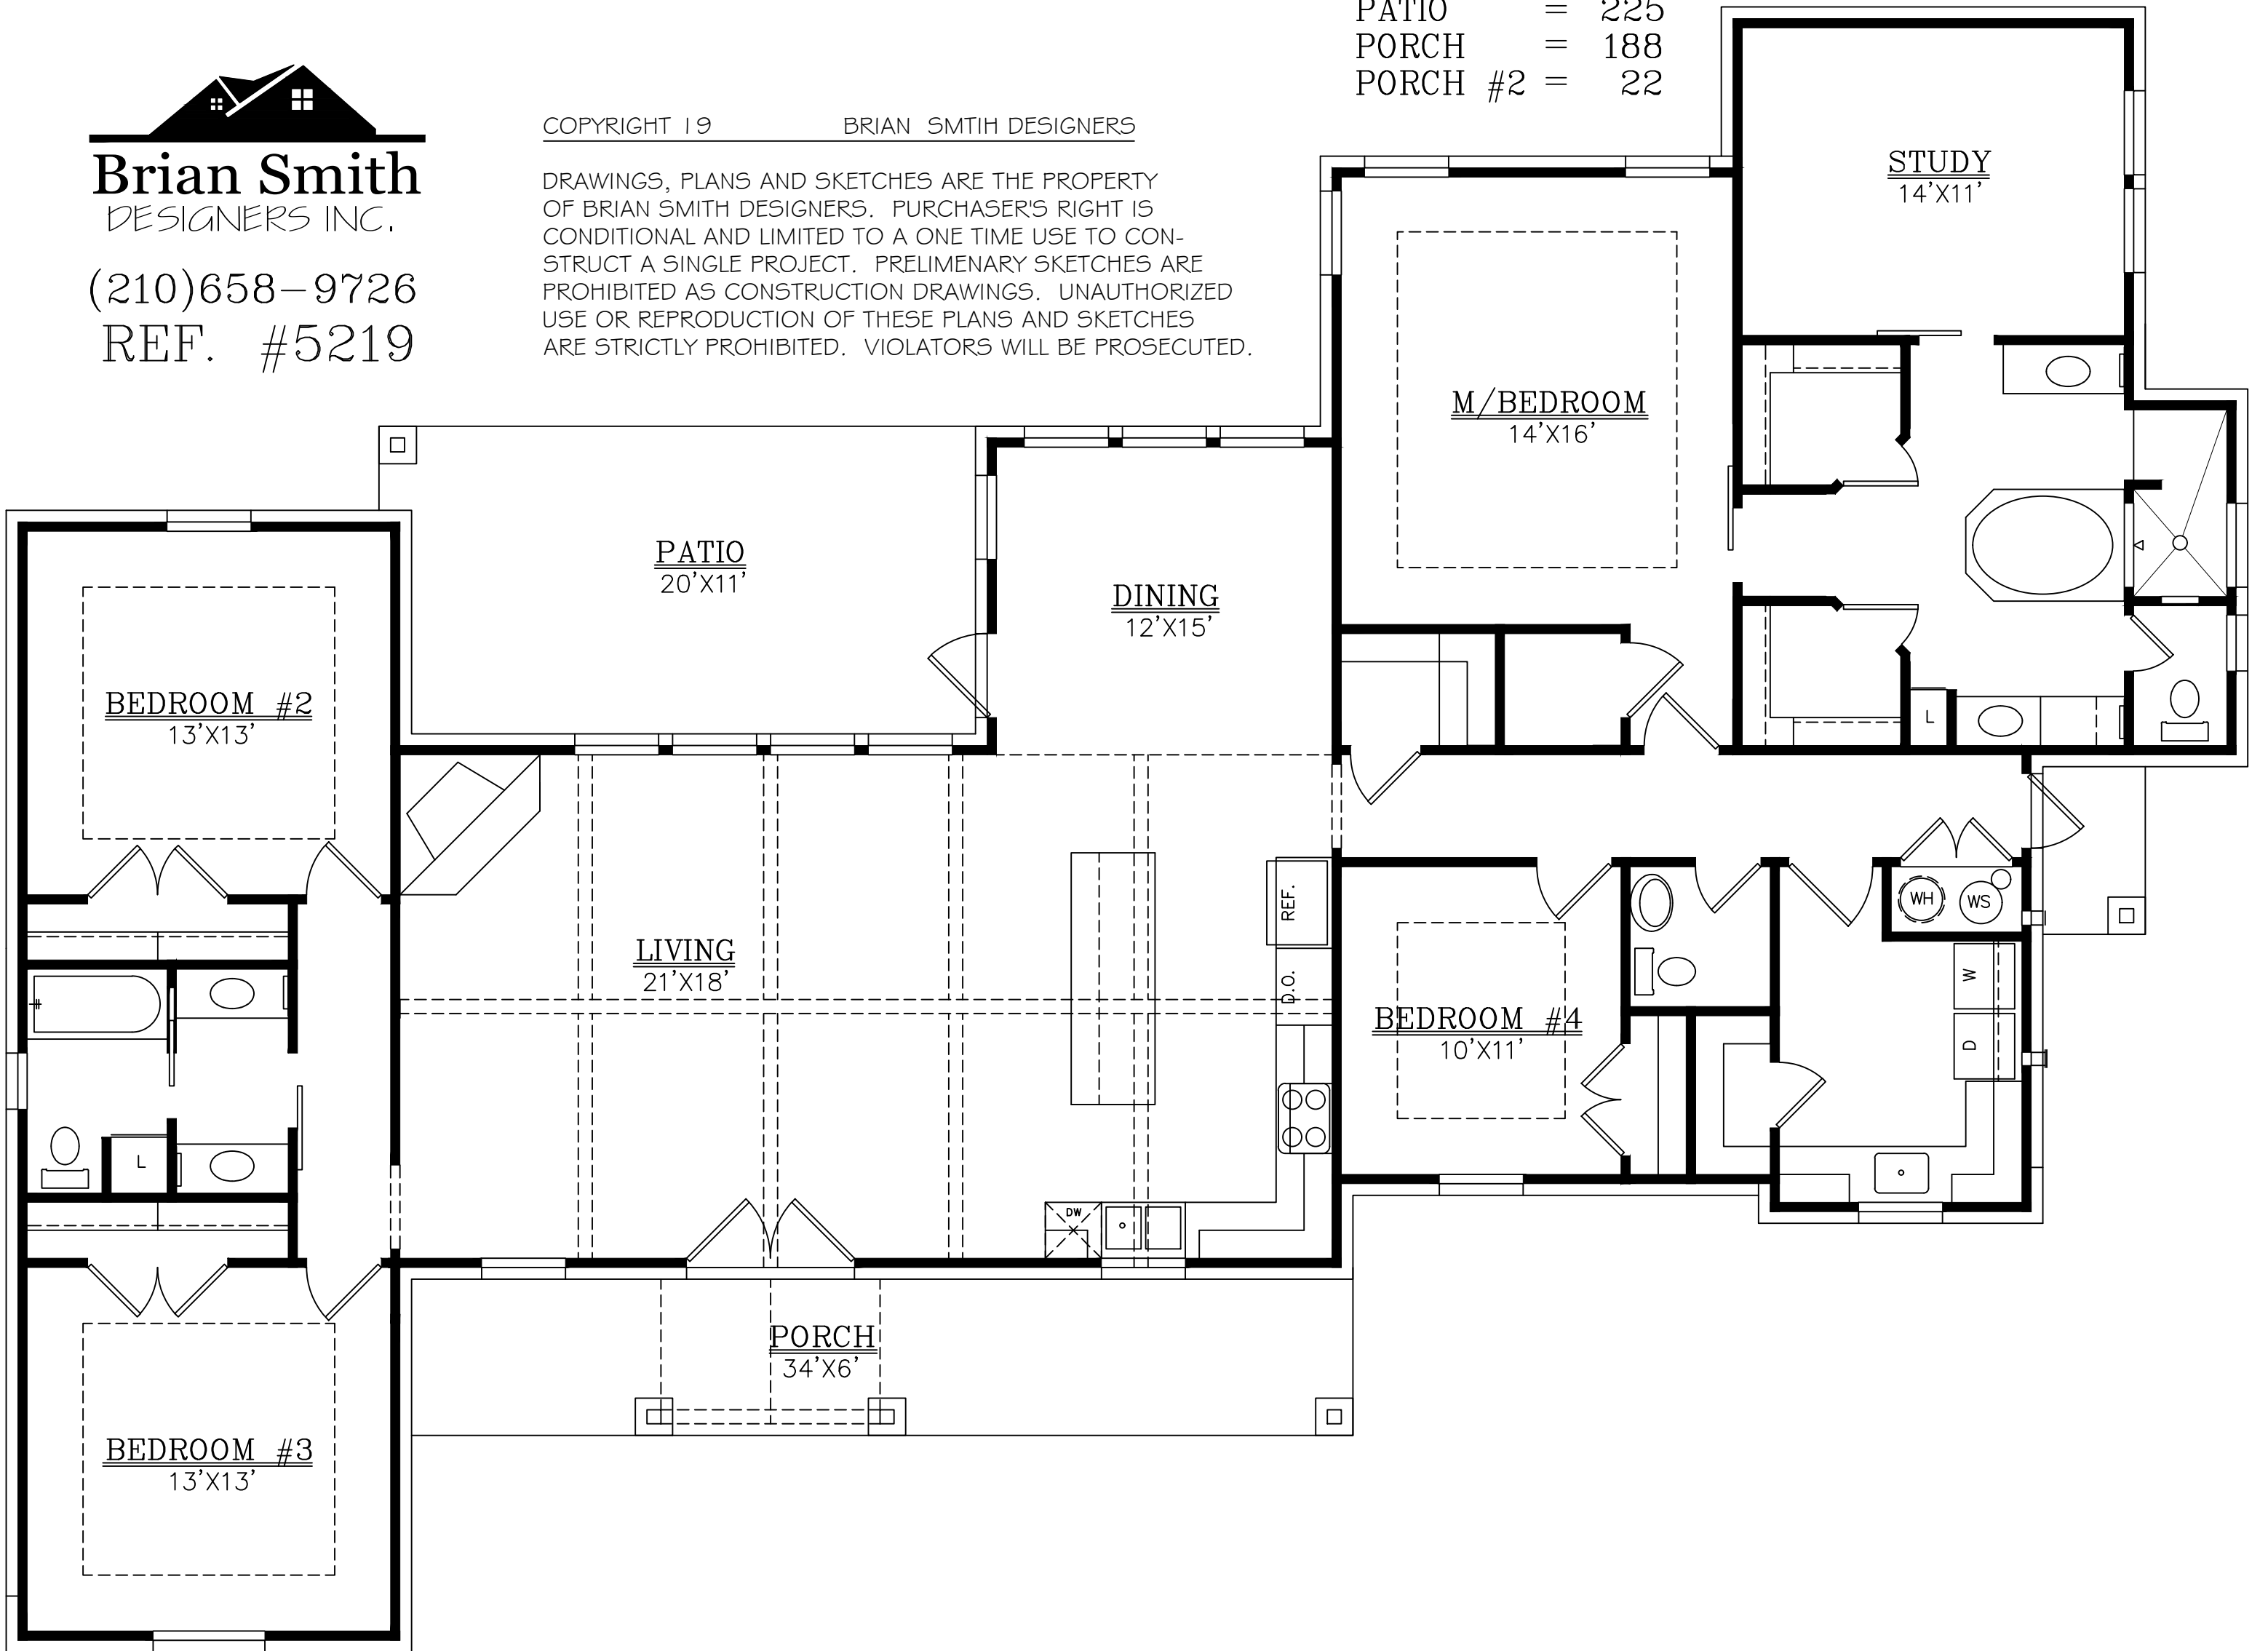 PATIO = 225
PORCH = 188
PORCH #2 = 22
Brian Smith
DESIGNERS INC.
(210)658-9726
REF. #5219
COPYRIGHT 19 BRIAN SMTIH DESIGNERS
DRAWINGS, PLANS AND SKETCHES ARE THE PROPERTY
OF BRIAN SMITH DESIGNERS. PURCHASER'S RIGHT IS
CONDITIONAL AND LIMITED TO A ONE TIME USE TO CON-
STRUCT A SINGLE PROJECT. PRELIMENARY SKETCHES ARE
PROHIBITED AS CONSTRUCTION DRAWINGS. UNAUTHORIZED
USE OR REPRODUCTION OF THESE PLANS AND SKETCHES
ARE STRICTLY PROHIBITED. VIOLATORS WILL BE PROSECUTED.
STUDY
14'X11'
M/BEDROOM
14'X16'
PATIO
20'X11'
DINING
12'X15'
BEDROOM #2
13'X13'
L
REF.
WH
WS
LIVING
21'X18'
D.O.
W
BEDROOM #4
10'X11'
D
L
DW
PORCH
34'X6'
BEDROOM #3
13'X13'